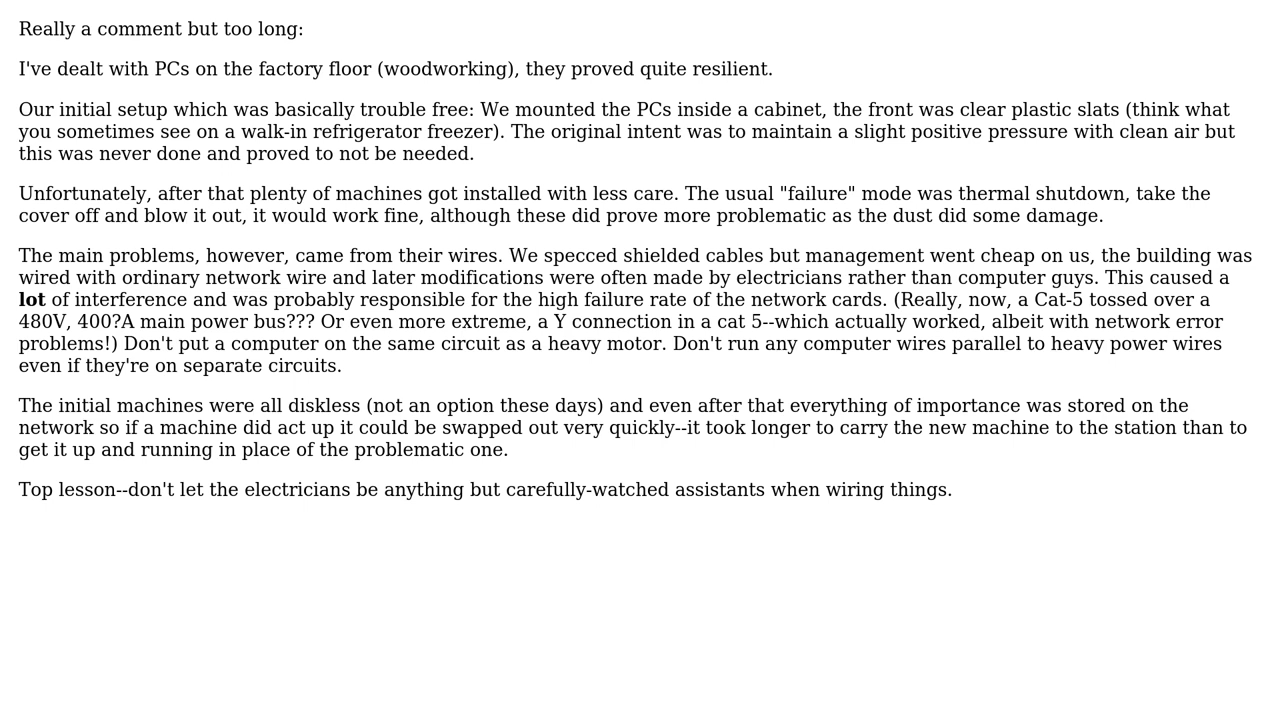 Really a comment but too long:
I've dealt with PCs on the factory floor (woodworking), they proved quite resilient.
Our initial setup which was basically trouble free: We mounted the PCs inside a cabinet, the front was clear plastic slats (think what
you sometimes see on a walk-in refrigerator freezer). The original intent was to maintain a slight positive pressure with clean air but
this was never done and proved to not be needed.
Unfortunately, after that plenty of machines got installed with less care. The usual "failure" mode was thermal shutdown, take the
cover off and blow it out, it would work fine, although these did prove more problematic as the dust did some damage.
The main problems, however, came from their wires. We specced shielded cables but management went cheap on us, the building was
wired with ordinary network wire and later modifications were often made by electricians rather than computer guys. This caused a
lot of interference and was probably responsible for the high failure rate of the network cards. (Really, now, a Cat-5 tossed over a
480V, 400?A main power bus??? Or even more extreme, a Y connection in a cat 5--which actually worked, albeit with network error
problems!) Don't put a computer on the same circuit as a heavy motor. Don't run any computer wires parallel to heavy power wires
even if they're on separate circuits.
The initial machines were all diskless (not an option these days) and even after that everything of importance was stored on the
network so if a machine did act up it could be swapped out very quickly--it took longer to carry the new machine to the station than to
get it up and running in place of the problematic one.
Top lesson--don't let the electricians be anything but carefully-watched assistants when wiring things.